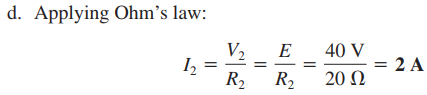 d. Applying Ohm's law:
I₂ = V₂/R₂ = E/R₂ = 40 V/20 Ω = 2 A